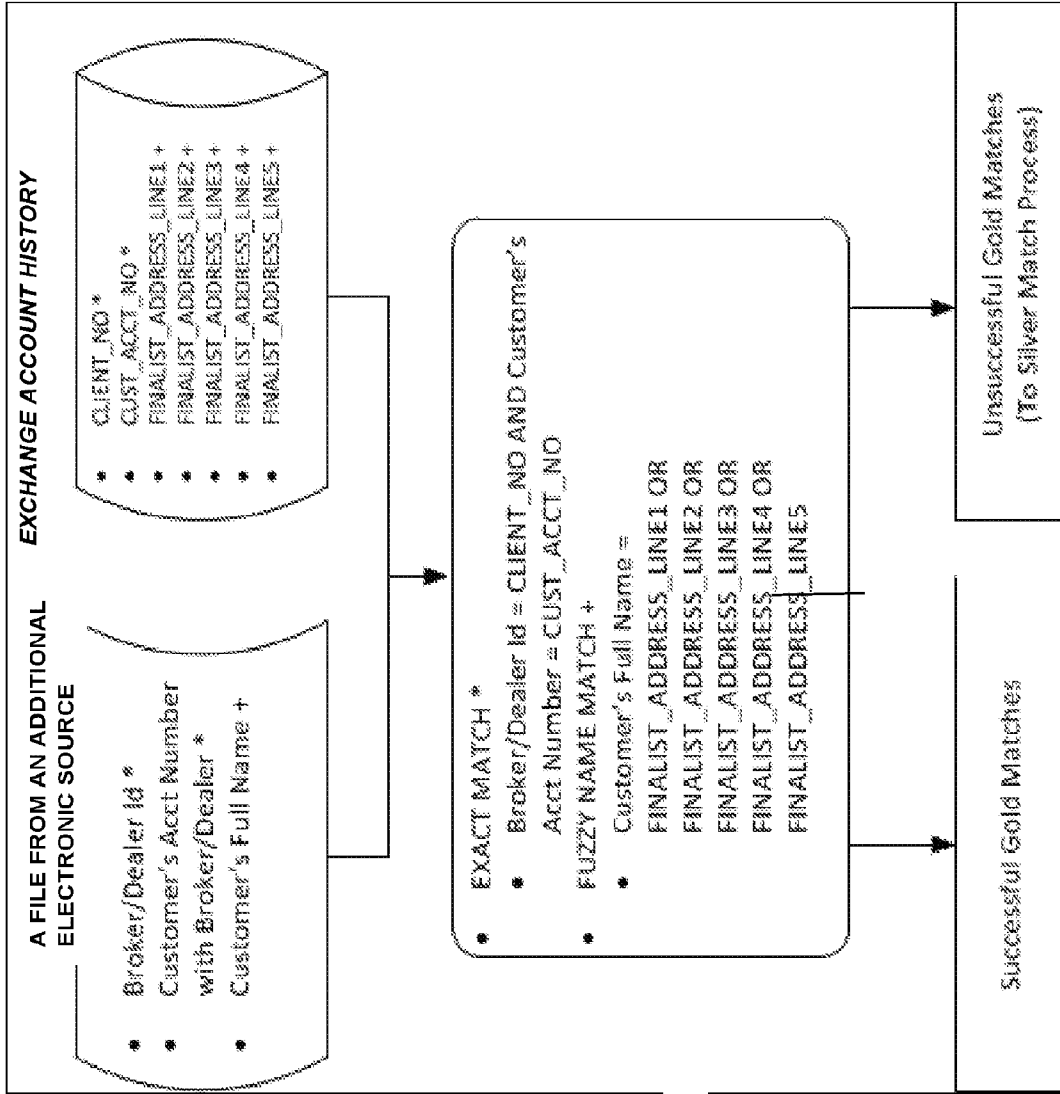 A FILE FROM AN ADDITIONAL
ELECTRONIC SOURCE
• Broker/Dealer Id *
• Customer's Acct Number
with Broker/Dealer *
• Customer's Full Name +
EXCHANGE ACCOUNT HISTORY
• CLIENT_NO *
• CUST_ACCT_NO *
• FINALIST_ADDRESS_LINE1 +
• FINALIST_ADDRESS_LINE2 +
• FINALIST_ADDRESS_LINE3 +
• FINALIST_ADDRESS_LINE4 +
• FINALIST_ADDRESS_LINE5 +
• EXACT MATCH *
• Broker/Dealer Id = CLIENT_NO AND Customer's
Acct Number = CUST_ACCT_NO
• FUZZY NAME MATCH +
• Customer's Full Name =
FINALIST_ADDRESS_LINE1 OR
FINALIST_ADDRESS_LINE2 OR
FINALIST_ADDRESS_LINE3 OR
FINALIST_ADDRESS_LINE4 OR
FINALIST_ADDRESS_LINE5
Successful Gold Matches
Unsuccessful Gold Matches
(To Silver Match Process)